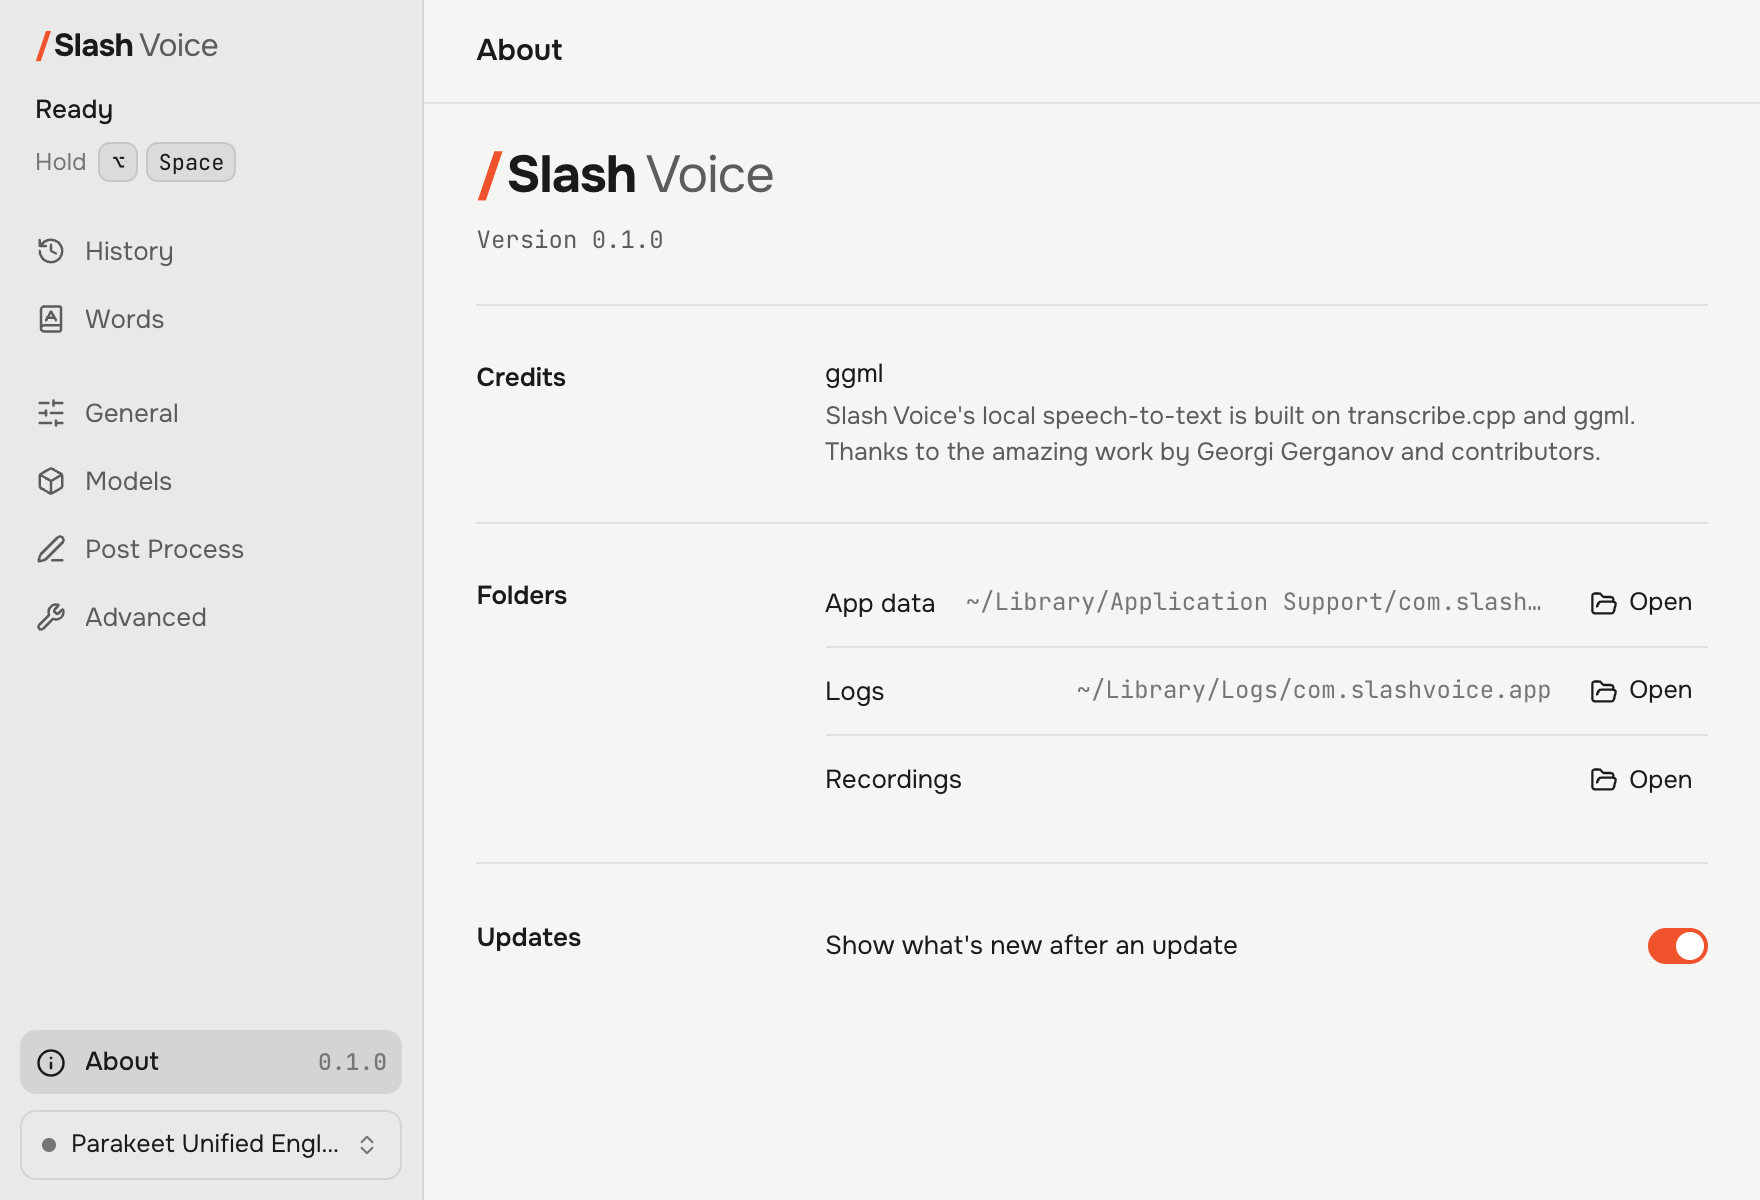 /Slash Voice
Ready
Hold ⌥ Space
History
Words
General
Models
Post Process
Advanced
About 0.1.0
Parakeet Unified Engl...
About
/Slash Voice
Version 0.1.0
Credits
ggml
Slash Voice's local speech-to-text is built on transcribe.cpp and ggml.
Thanks to the amazing work by Georgi Gerganov and contributors.
Folders
App data ~/Library/Application Support/com.slash… Open
Logs ~/Library/Logs/com.slashvoice.app Open
Recordings Open
Updates
Show what's new after an update